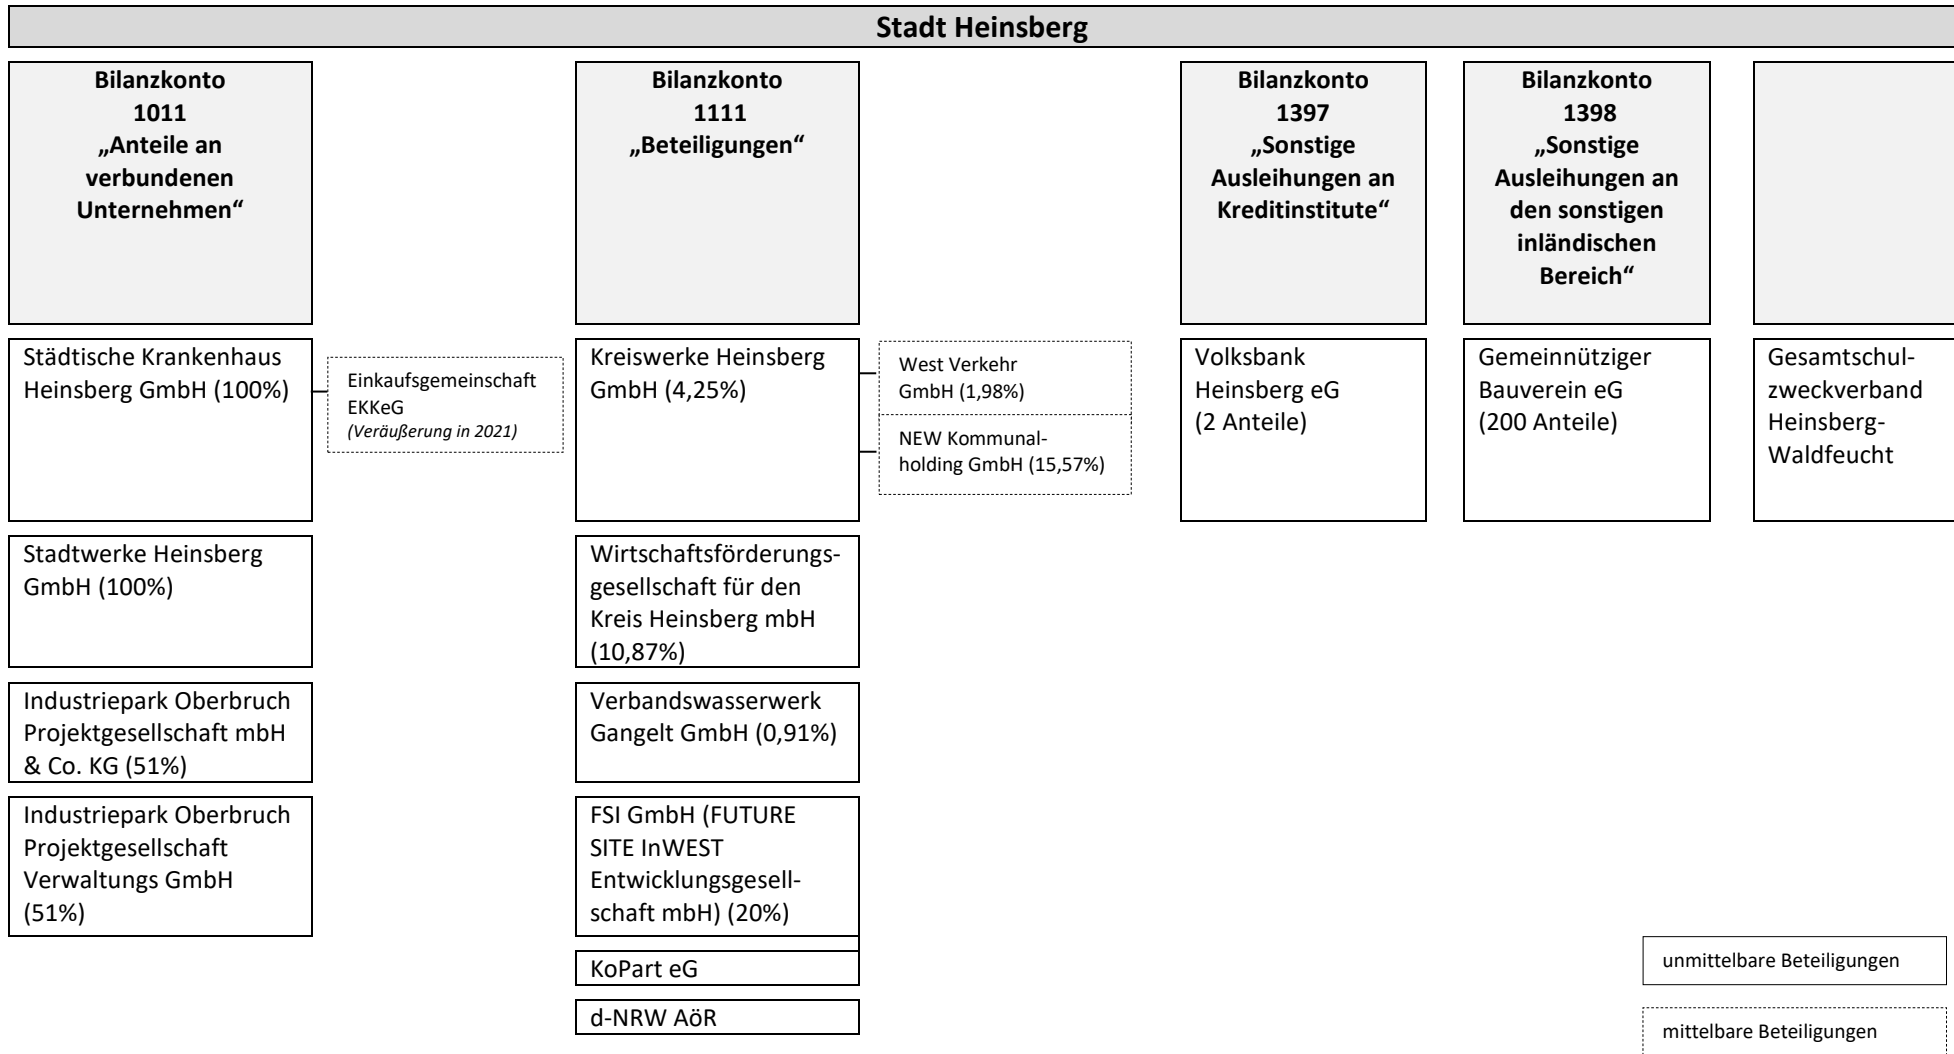 Stadt Heinsberg
Bilanzkonto
1011
„Anteile an
verbundenen
Unternehmen“
Bilanzkonto
1111
„Beteiligungen“
Bilanzkonto
1397
„Sonstige
Ausleihungen an
Kreditinstitute“
Bilanzkonto
1398
„Sonstige
Ausleihungen an
den sonstigen
inländischen
Bereich“
Städtische Krankenhaus
Heinsberg GmbH (100%)
Einkaufsgemeinschaft
EKKeG
(Veräußerung in 2021)
Kreiswerke Heinsberg
GmbH (4,25%)
West Verkehr
GmbH (1,98%)
NEW Kommunal-
holding GmbH (15,57%)
Volksbank
Heinsberg eG
(2 Anteile)
Gemeinnütziger
Bauverein eG
(200 Anteile)
Gesamtschul-
zweckverband
Heinsberg-
Waldfeucht
Stadtwerke Heinsberg
GmbH (100%)
Wirtschaftsförderungs-
gesellschaft für den
Kreis Heinsberg mbH
(10,87%)
Industriepark Oberbruch
Projektgesellschaft mbH
& Co. KG (51%)
Verbandswasserwerk
Gangelt GmbH (0,91%)
Industriepark Oberbruch
Projektgesellschaft
Verwaltungs GmbH
(51%)
FSI GmbH (FUTURE
SITE InWEST
Entwicklungsgesell-
schaft mbH) (20%)
KoPart eG
d-NRW AöR
unmittelbare Beteiligungen
mittelbare Beteiligungen